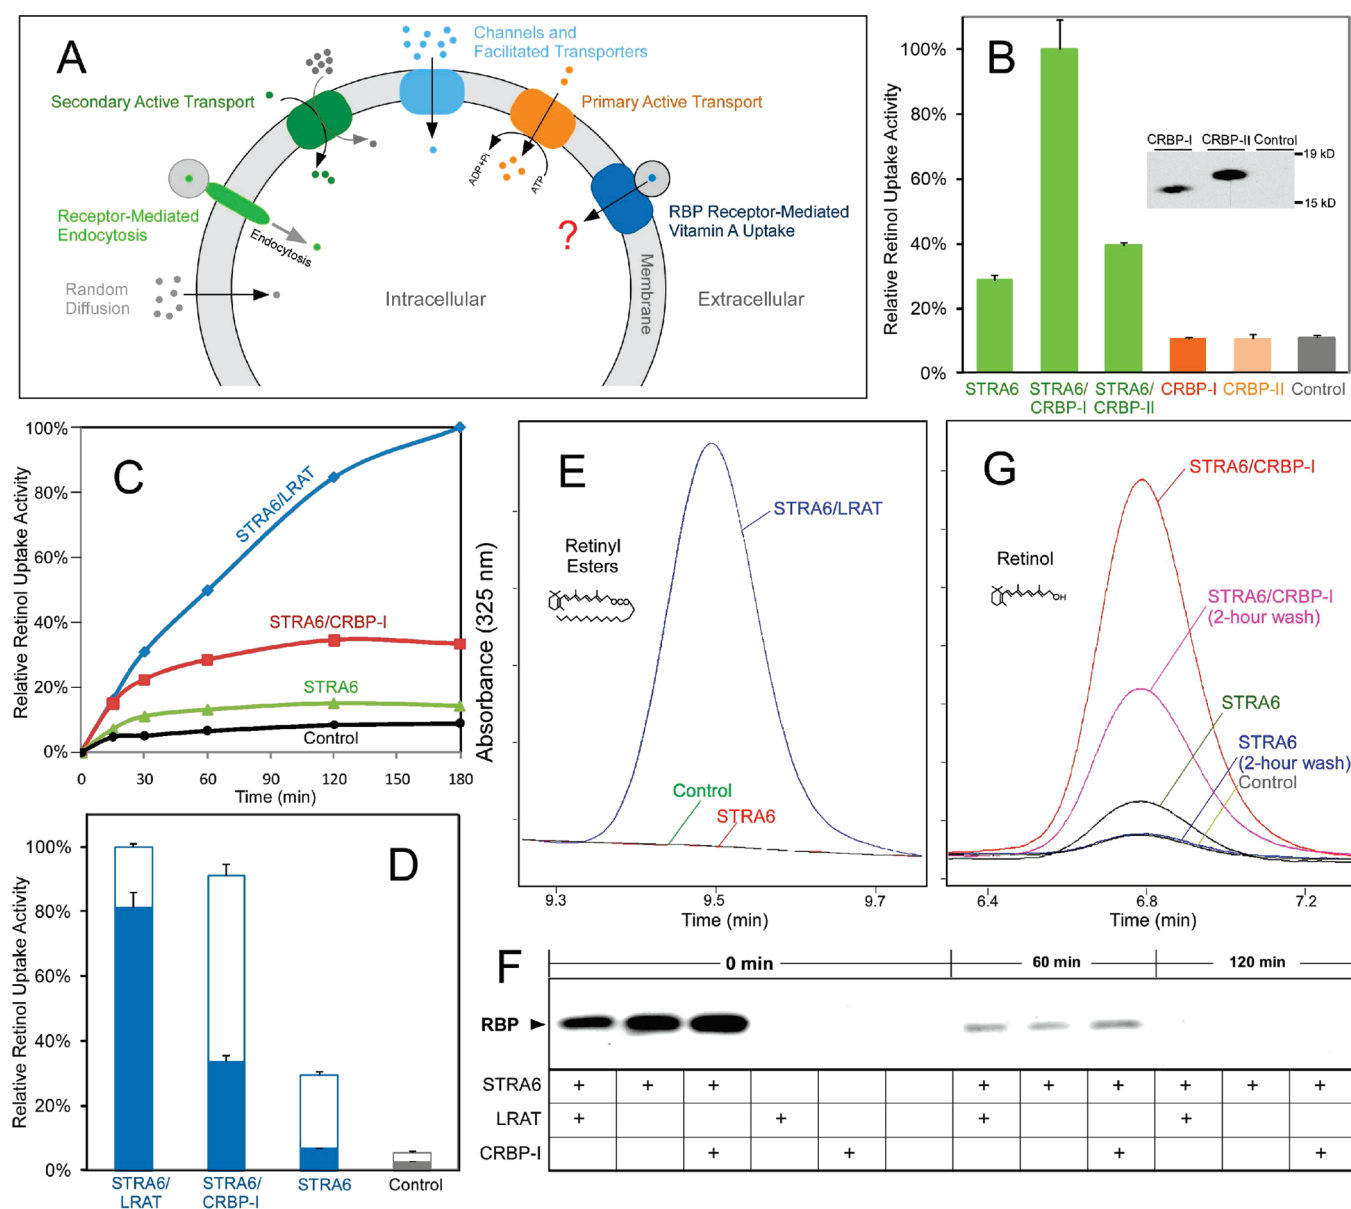 A
Channels and
Facilitated Transporters
Secondary Active Transport
Primary Active Transport
ADP+Pi
ATP
Receptor-Mediated
Endocytosis
Endocytosis
RBP Receptor-Mediated
Vitamin A Uptake
?
Random
Diffusion
Intracellular
Membrane
Extracellular
B
Relative Retinol Uptake Activity
100%
80%
60%
40%
20%
0%
CRBP-I CRBP-II Control
19 kD
15 kD
STRA6
STRA6/
CRBP-I
STRA6/
CRBP-II
CRBP-I
CRBP-II
Control
C
Relative Retinol Uptake Activity
100%
80%
60%
40%
20%
0%
STRA6/LRAT
STRA6/CRBP-I
STRA6
Control
0 30 60 90 120 150 180
Time (min)
D
Relative Retinol Uptake Activity
100%
80%
60%
40%
20%
0%
STRA6/
LRAT
STRA6/
CRBP-I
STRA6
Control
E
Absorbance (325 nm)
STRA6/LRAT
Retinyl
Esters
Control
STRA6
9.3 9.5 9.7
Time (min)
G
STRA6/CRBP-I
Retinol
OH
STRA6/CRBP-I
(2-hour wash)
STRA6
STRA6
(2-hour wash)
Control
6.4 6.8 7.2
Time (min)
F
0 min 60 min 120 min
RBP
STRA6 + + + + + + + + +
LRAT + + + +
CRBP-I + + + +